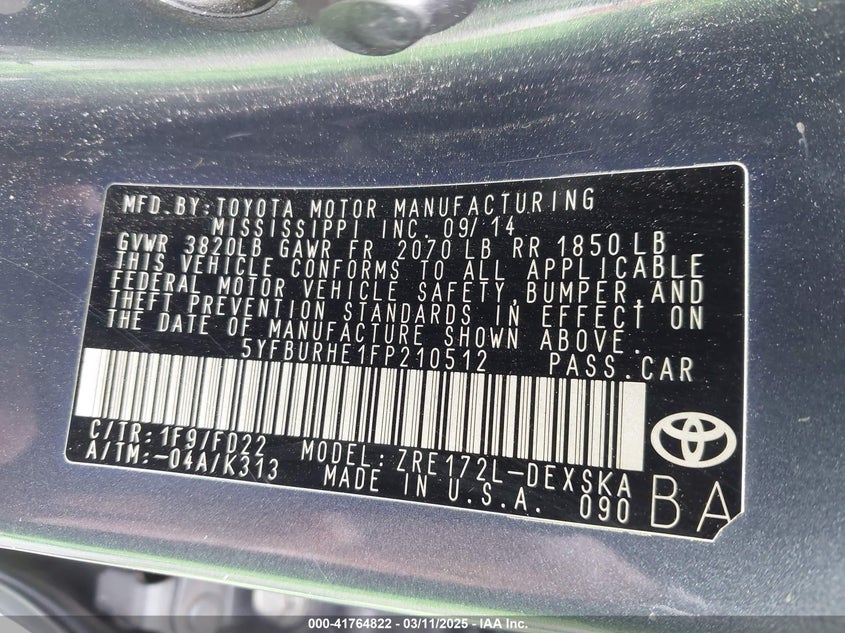 MFD.BY:TOYOTA MOTOR MANUFACTURING
MISSISSIPPI INC. 09/14
GVWR 3820LB GAWR FR 2070 LB RR 1850 LB
THIS VEHICLE CONFORMS TO ALL APPLICABLE
FEDERAL MOTOR VEHICLE SAFETY,BUMPER,AND
THEFT PREVENTION STANDARDS IN EFFECT ON
THE DATE OF MANUFACTURE SHOWN ABOVE.
5YFBURHE1FP210512 PASS.CAR
C/TR:1F9/FD22 MODEL:ZRE172L-DEXSKA
A/TM:-04A/K313 MADE IN U.S.A. 090 BA
000-41764822 - 03/11/2025 - IAA, Inc.